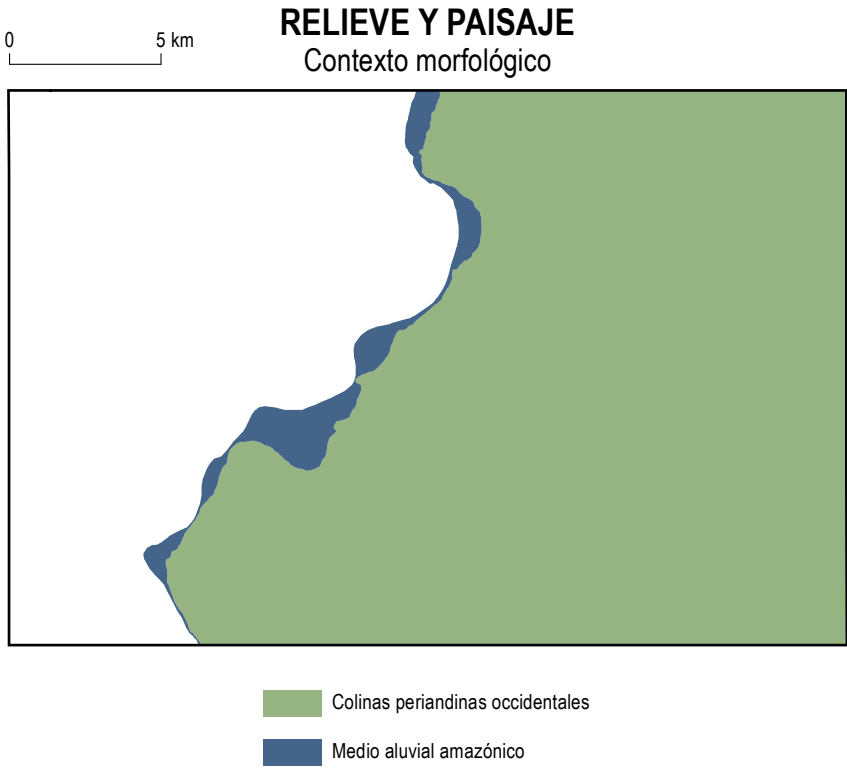 RELIEVE Y PAISAJE
Contexto morfológico
0 5 km
Colinas periandinas occidentales
Medio aluvial amazónico